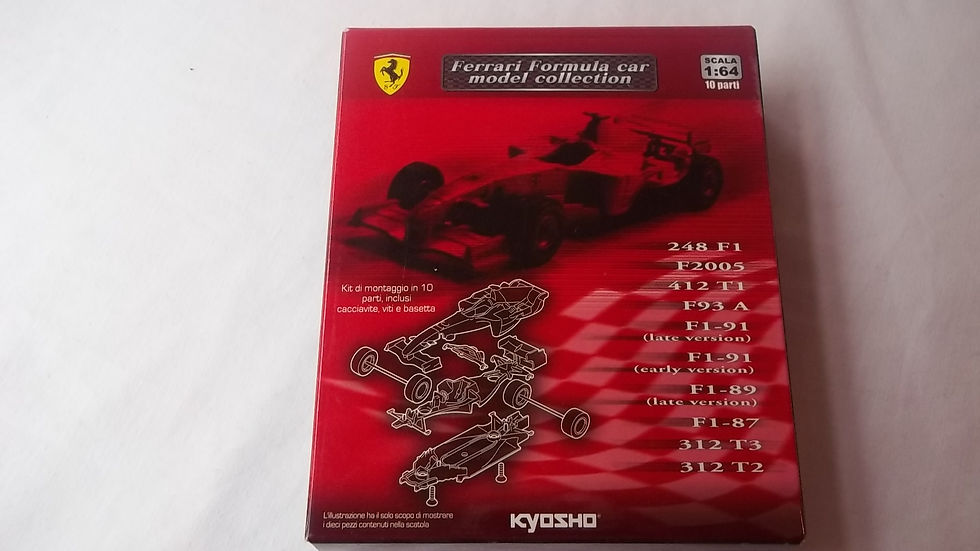 Ferrari Formula car
model collection
SCALA
1:64
10 parti
248 F1
F2005
412 T1
F93 A
F1-91
(late version)
F1-91
(early version)
F1-89
(late version)
F1-87
312 T3
312 T2
Kit di montaggio in 10
parti, inclusi
cacciavite, viti e basetta
L'illustrazione ha il solo scopo di mostrare
i dieci pezzi contenuti nella scatola
KYOSHO